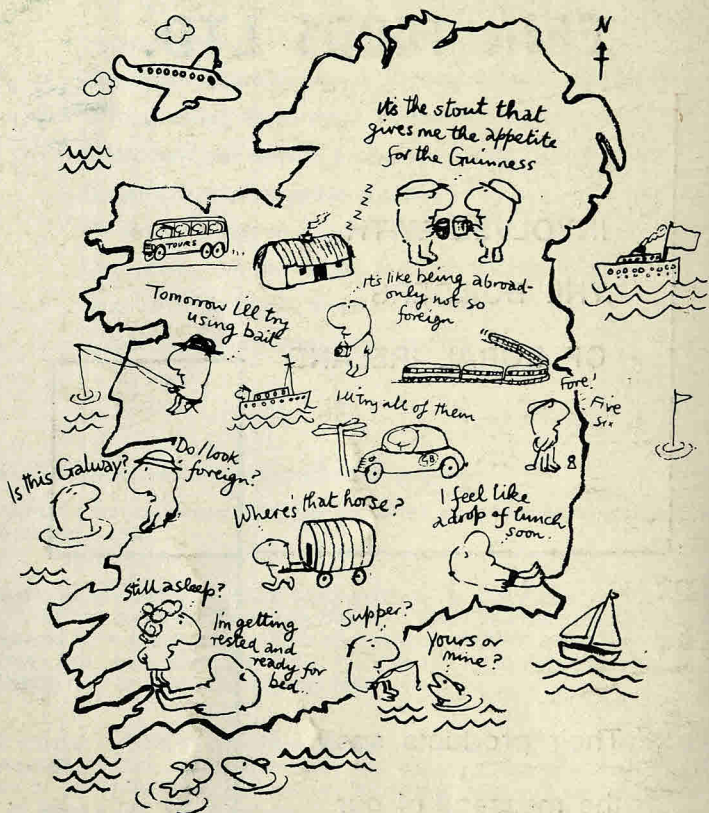 N
It's the stout that
gives me the appetite
for the Guinness
z
z
z
z
z
TOURS
It's like being abroad-
only not so
foreign
Tomorrow i'll try
using bait
Fore!
Five
Six
I'll try all of them
GB
Is this Galway?
Do I look
foreign?
Where's that horse?
I feel like
a drop of lunch
soon.
Still asleep?
I'm getting
rested and
ready for
bed..
Supper?
Yours or
mine?